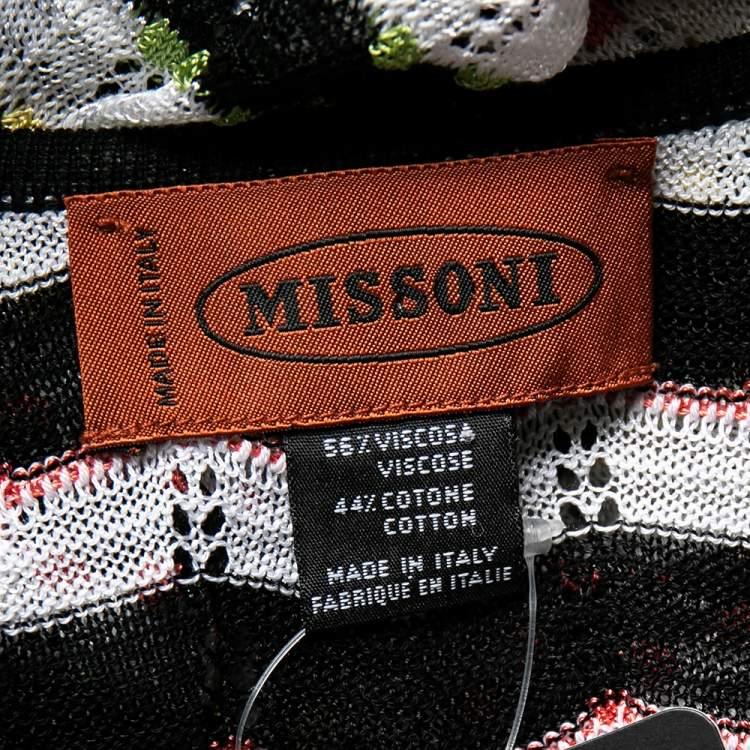 MADE IN ITALY
MISSONI
56% VISCOSA
VISCOSE
44% COTONE
COTTON
MADE IN ITALY
FABRIQUE EN ITALIE